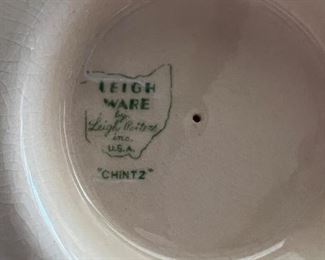 LEIGH
WARE
by
Leigh Potters
inc.
U.S.A.
"CHINTZ"